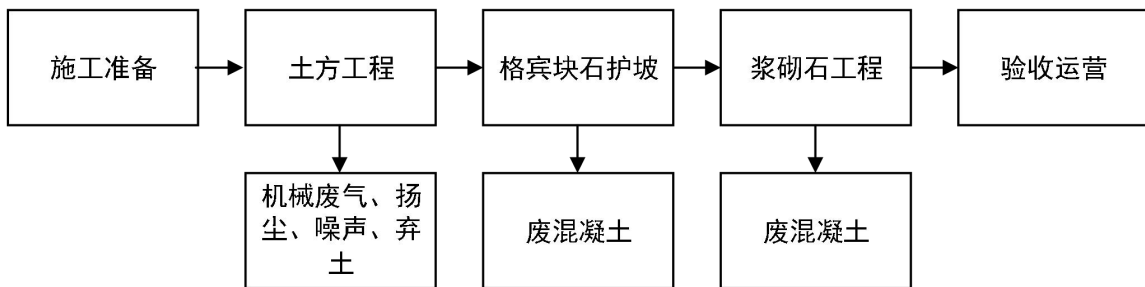 施工准备
土方工程
格宾块石护坡
浆砌石工程
验收运营
机械废气、扬
尘、噪声、弃
土
废混凝土
废混凝土